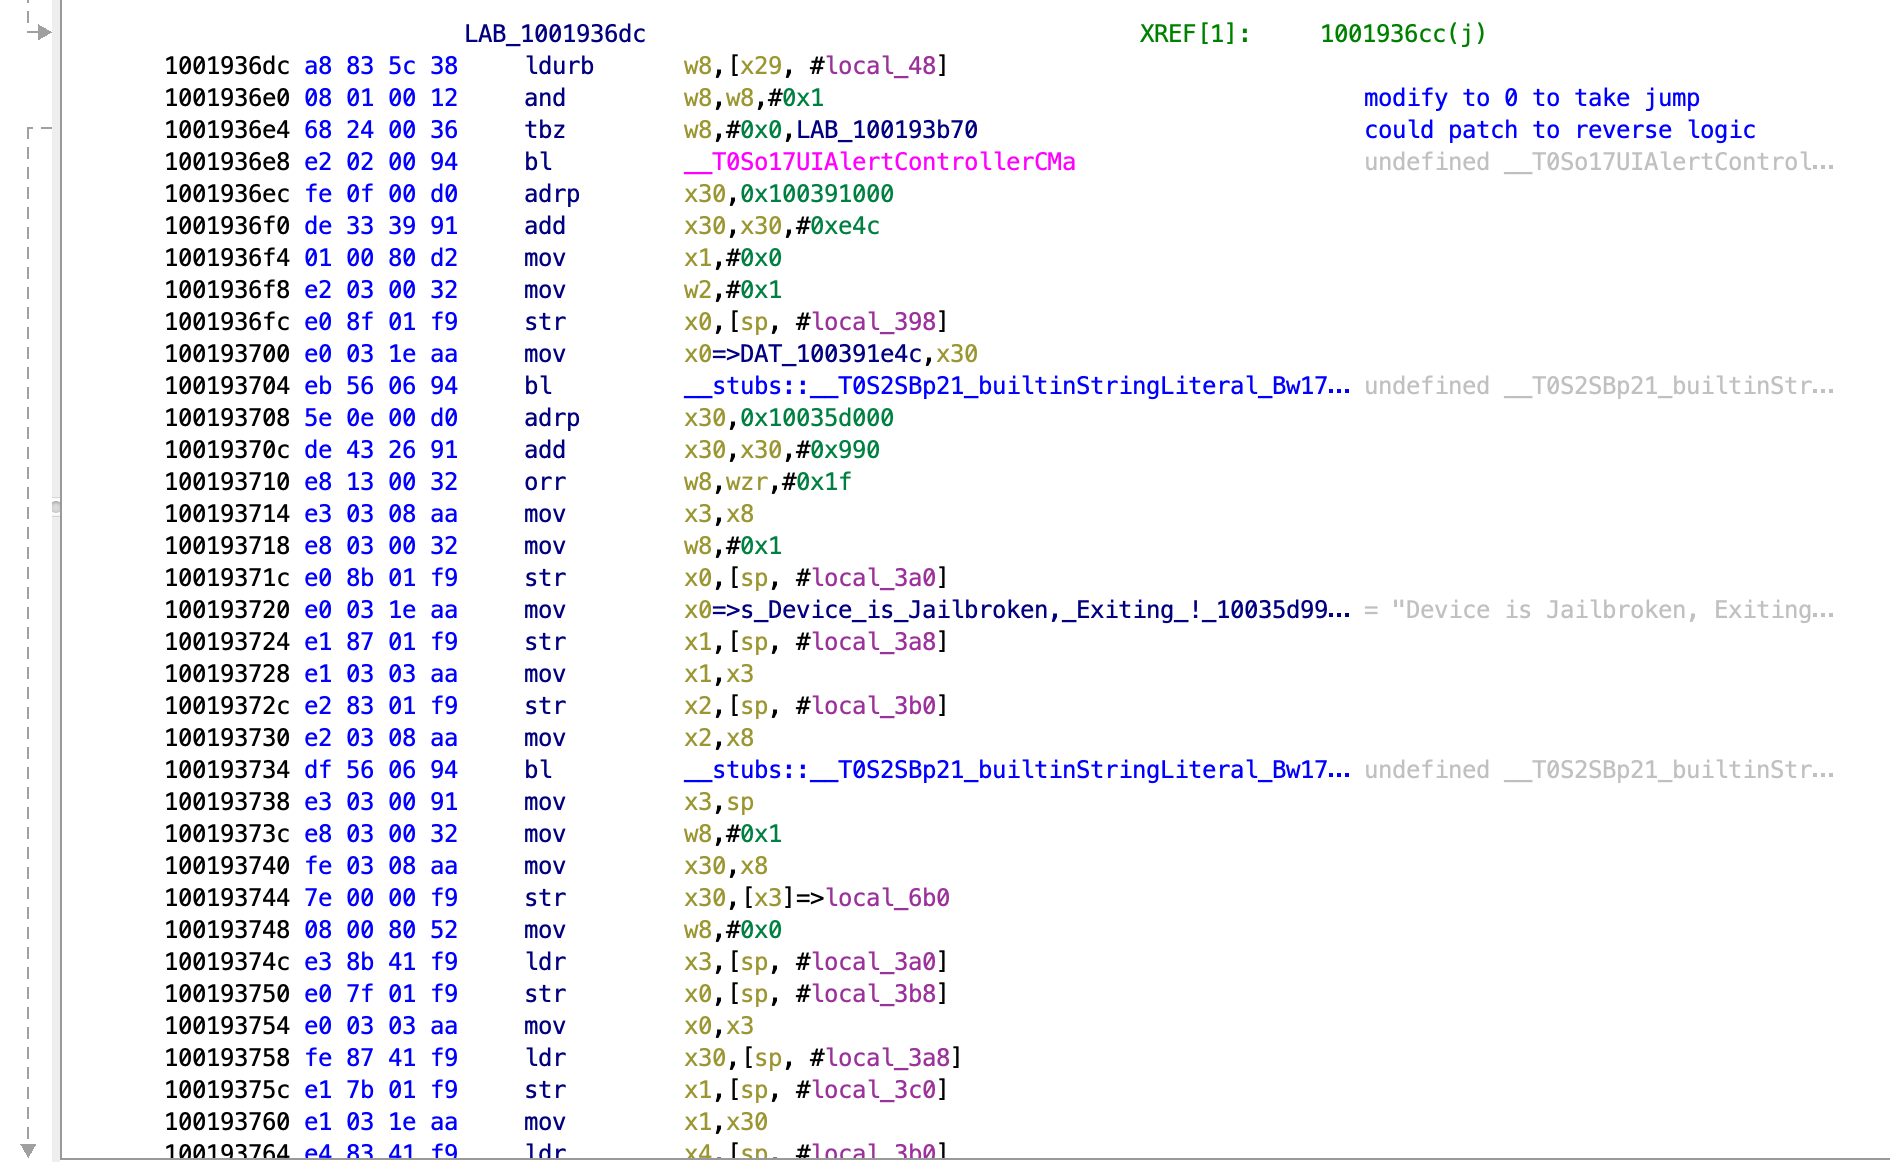 LAB_1001936dc XREF[1]: 1001936cc(j)
1001936dc a8 83 5c 38 ldurb w8,[x29, #local_48]
1001936e0 08 01 00 12 and w8,w8,#0x1 modify to 0 to take jump
1001936e4 68 24 00 36 tbz w8,#0x0,LAB_100193b70 could patch to reverse logic
1001936e8 e2 02 00 94 bl __T0So17UIAlertControllerCMa undefined __T0So17UIAlertControl...
1001936ec fe 0f 00 d0 adrp x30,0x100391000
1001936f0 de 33 39 91 add x30,x30,#0xe4c
1001936f4 01 00 80 d2 mov x1,#0x0
1001936f8 e2 03 00 32 mov w2,#0x1
1001936fc e0 8f 01 f9 str x0,[sp, #local_398]
100193700 e0 03 1e aa mov x0=>DAT_100391e4c,x30
100193704 eb 56 06 94 bl __stubs::__T0S2SBp21_builtinStringLiteral_Bw17... undefined __T0S2SBp21_builtinStr...
100193708 5e 0e 00 d0 adrp x30,0x10035d000
10019370c de 43 26 91 add x30,x30,#0x990
100193710 e8 13 00 32 orr w8,wzr,#0x1f
100193714 e3 03 08 aa mov x3,x8
100193718 e8 03 00 32 mov w8,#0x1
10019371c e0 8b 01 f9 str x0,[sp, #local_3a0]
100193720 e0 03 1e aa mov x0=>s_Device_is_Jailbroken,_Exiting_!_10035d99... = "Device is Jailbroken, Exiting...
100193724 e1 87 01 f9 str x1,[sp, #local_3a8]
100193728 e1 03 03 aa mov x1,x3
10019372c e2 83 01 f9 str x2,[sp, #local_3b0]
100193730 e2 03 08 aa mov x2,x8
100193734 df 56 06 94 bl __stubs::__T0S2SBp21_builtinStringLiteral_Bw17... undefined __T0S2SBp21_builtinStr...
100193738 e3 03 00 91 mov x3,sp
10019373c e8 03 00 32 mov w8,#0x1
100193740 fe 03 08 aa mov x30,x8
100193744 7e 00 00 f9 str x30,[x3]=>local_6b0
100193748 08 00 80 52 mov w8,#0x0
10019374c e3 8b 41 f9 ldr x3,[sp, #local_3a0]
100193750 e0 7f 01 f9 str x0,[sp, #local_3b8]
100193754 e0 03 03 aa mov x0,x3
100193758 fe 87 41 f9 ldr x30,[sp, #local_3a8]
10019375c e1 7b 01 f9 str x1,[sp, #local_3c0]
100193760 e1 03 1e aa mov x1,x30
100193764 e4 83 41 f9 ldr x4,[sp, #local_3b0]